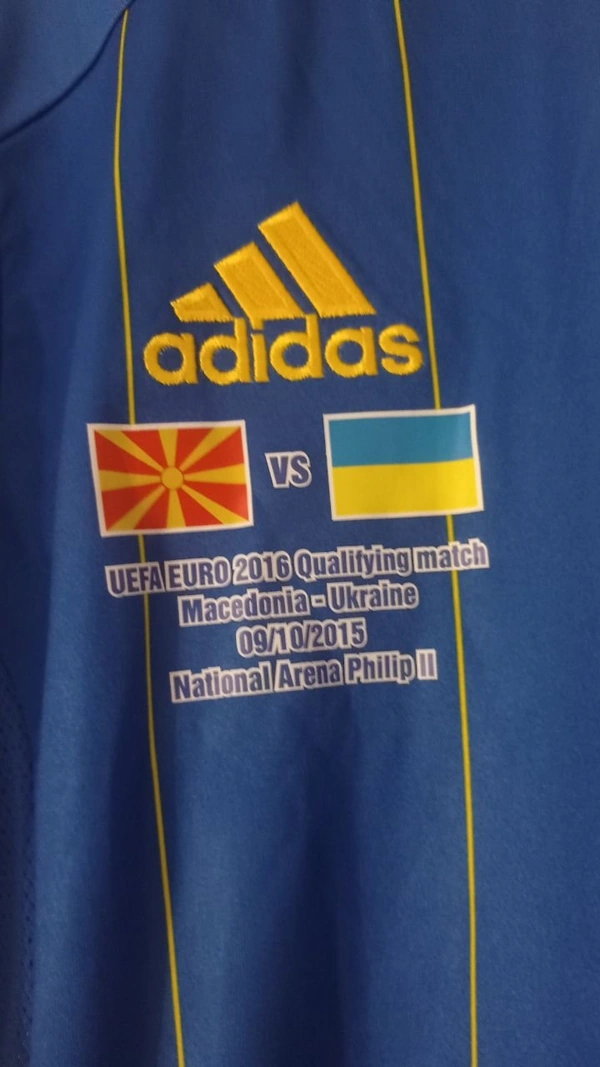 adidas
VS
UEFA EURO 2016 Qualifying match
Macedonia - Ukraine
09/10/2015
National Arena Philip II